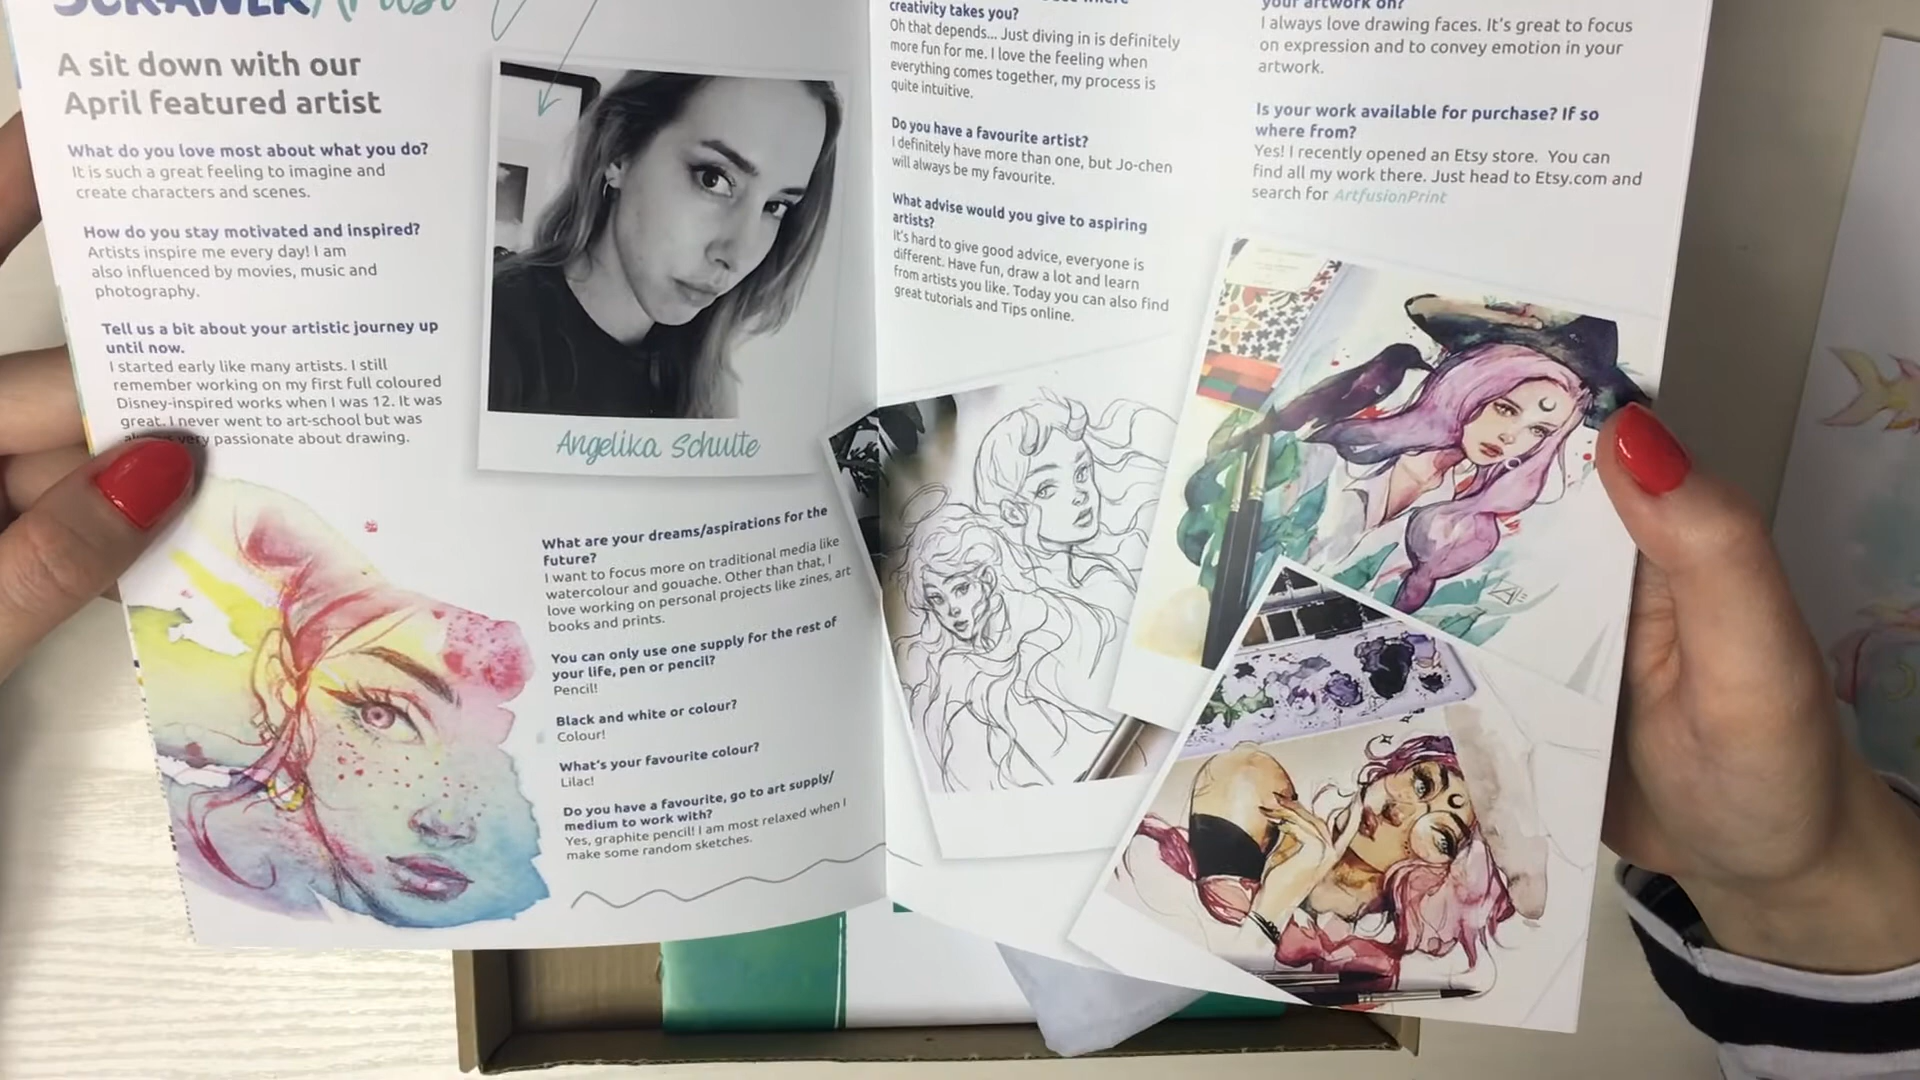 SCRAWLR Artist
A sit down with our
April featured artist
What do you love most about what you do?
It is such a great feeling to imagine and
create characters and scenes.
How do you stay motivated and inspired?
Artists inspire me every day! I am
also influenced by movies, music and
photography.
Tell us a bit about your artistic journey up
until now.
I started early like many artists. I still
remember working on my first full coloured
Disney-inspired works when I was 12. It was
great. I never went to art-school but was
always very passionate about drawing.
Angelika Schulte
What are your dreams/aspirations for the
future?
I want to focus more on traditional media like
watercolour and gouache. Other than that, I
love working on personal projects like zines, art
books and prints.
You can only use one supply for the rest of
your life, pen or pencil?
Pencil!
Black and white or colour?
Colour!
What's your favourite colour?
Lilac!
Do you have a favourite, go to art supply/
medium to work with?
Yes, graphite pencil! I am most relaxed when I
make some random sketches.
creativity takes you?
Oh that depends... Just diving in is definitely
more fun for me. I love the feeling when
everything comes together, my process is
quite intuitive.
Do you have a favourite artist?
I definitely have more than one, but Jo-chen
will always be my favourite.
What advise would you give to aspiring
artists?
It's hard to give good advice, everyone is
different. Have fun, draw a lot and learn
from artists you like. Today you can also find
great tutorials and Tips online.
your artwork on?
I always love drawing faces. It's great to focus
on expression and to convey emotion in your
artwork.
Is your work available for purchase? If so
where from?
Yes! I recently opened an Etsy store. You can
find all my work there. Just head to Etsy.com and
search for ArtfusionPrint